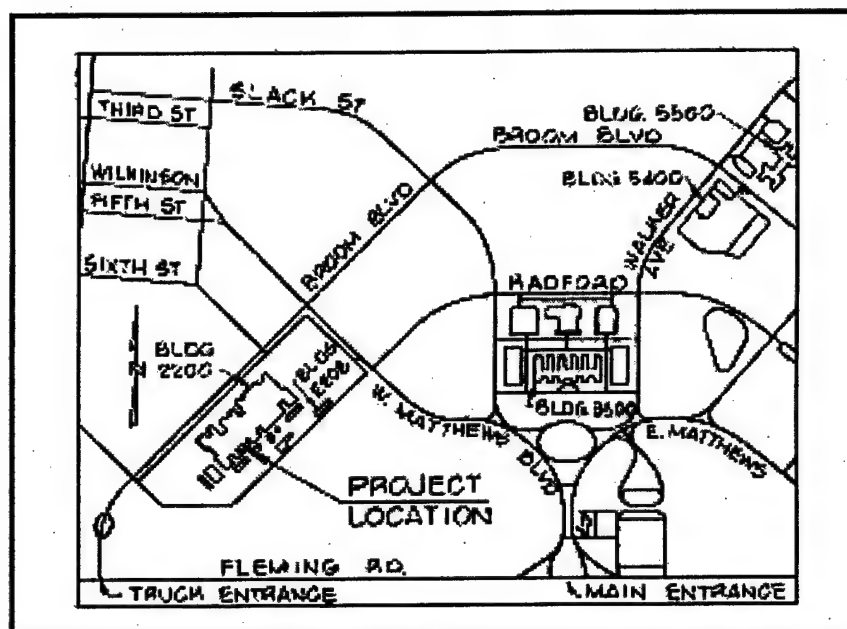 THIRD ST
SLACK ST
BLDG. 5500
BROOM BLVD
WILKINSON
FIFTH ST
BLDG 5400
BROOM BLVD
WALKER AVE
SIXTH ST
RADFORD
N
BLDG 2200
BLDG
W. MATTHEWS BLVD
BLDG 3500
E. MATTHEWS
PROJECT
LOCATION
FLEMING RD.
TRUCK ENTRANCE
MAIN ENTRANCE